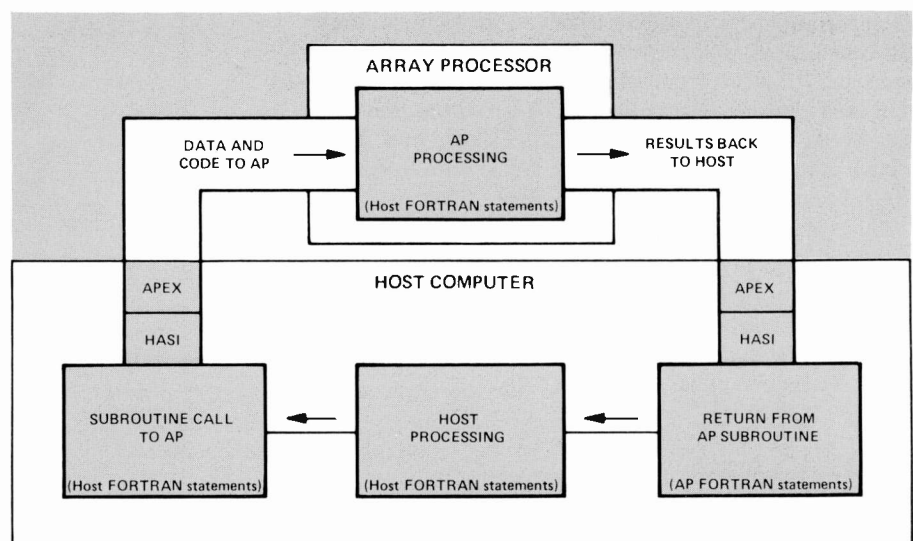 ARRAY PROCESSOR
DATA AND
CODE TO AP
AP
PROCESSING
(Host FORTRAN statements)
RESULTS BACK
TO HOST
HOST COMPUTER
APEX
HASI
APEX
HASI
SUBROUTINE CALL
TO AP
(Host FORTRAN statements)
HOST
PROCESSING
(Host FORTRAN statements)
RETURN FROM
AP SUBROUTINE
(AP FORTRAN statements)